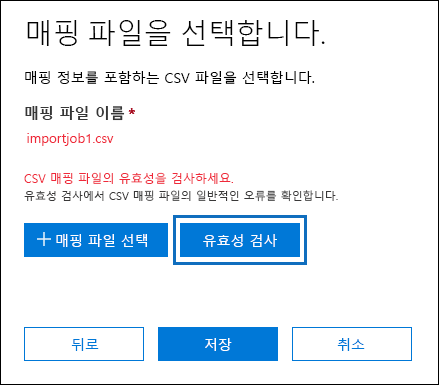 매핑 파일을 선택합니다.
매핑 정보를 포함하는 CSV 파일을 선택합니다.
매핑 파일 이름 *
importjob1.csv
CSV 매핑 파일의 유효성을 검사하세요.
유효성 검사에서 CSV 매핑 파일의 일반적인 오류를 확인합니다.
+ 매핑 파일 선택
유효성 검사
뒤로
저장
취소